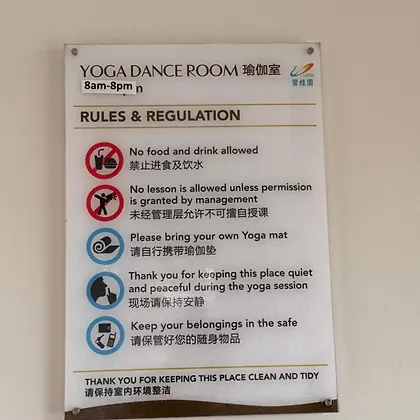 YOGA DANCE ROOM 瑜伽室
碧桂园
8am-8pm
RULES & REGULATION
No food and drink allowed
禁止进食及饮水
No lesson is allowed unless permission
is granted by management
未经管理层允许不可擅自授课
Please bring your own Yoga mat
请自行携带瑜伽垫
Thank you for keeping this place quiet
and peaceful during the yoga session
现场请保持安静
Keep your belongings in the safe
请保管好您的随身物品
THANK YOU FOR KEEPING THIS PLACE CLEAN AND TIDY
请保持室内环境整洁